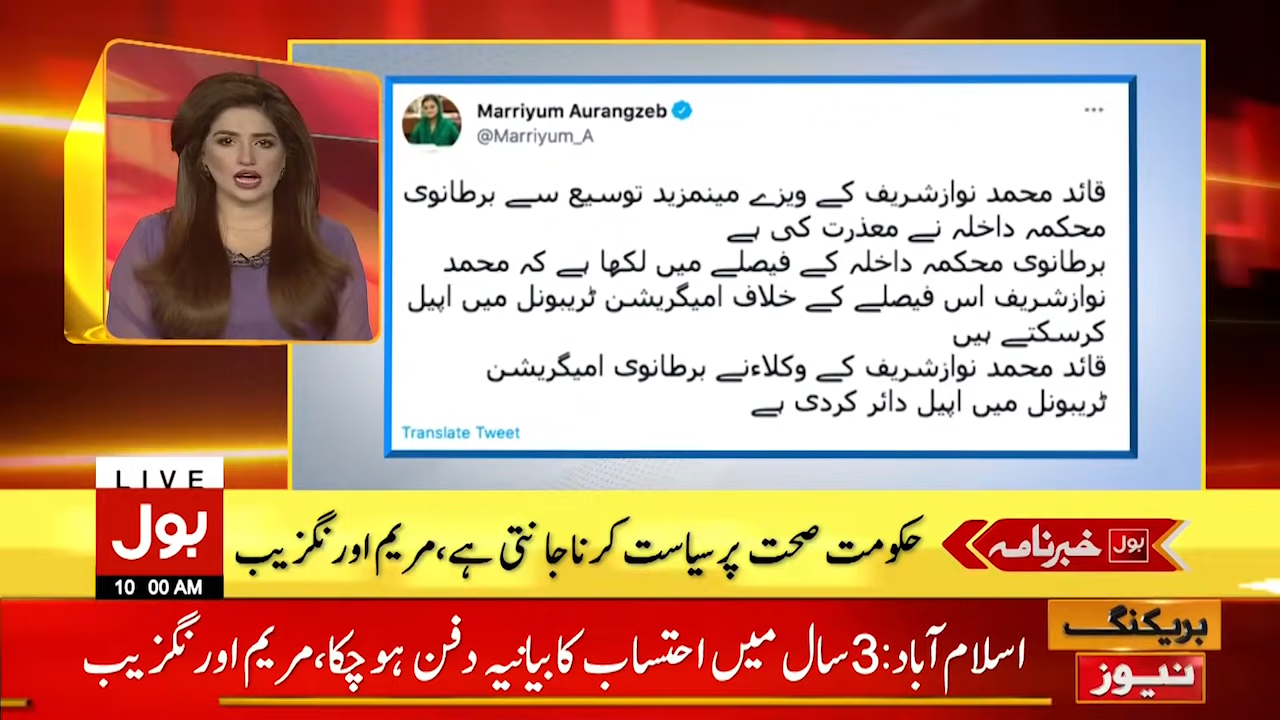 Marriyum Aurangzeb
@Marriyum_A
قائد محمد نوازشریف کے ویزے مینمزید توسیع سے برطانوی
محکمہ داخلہ نے معذرت کی ہے
برطانوی محکمہ داخلہ کے فیصلے میں لکھا ہے کہ محمد
نوازشریف اس فیصلے کے خلاف امیگریشن ٹریبونل میں اپیل
کرسکتے ہیں
قائد محمد نوازشریف کے وکلاءنے برطانوی امیگریشن
ٹریبونل میں اپیل دائر کردی ہے
Translate Tweet
LIVE
بول
10 00 AM
بول خبرنامہ
حکومت صحت پر سیاست کرنا جانتی ہے، مریم اورنگزیب
بریکنگ
نیوز
اسلام آباد: 3 سال میں احتساب کا بیانیہ دفن ہو چکا، مریم اورنگزیب